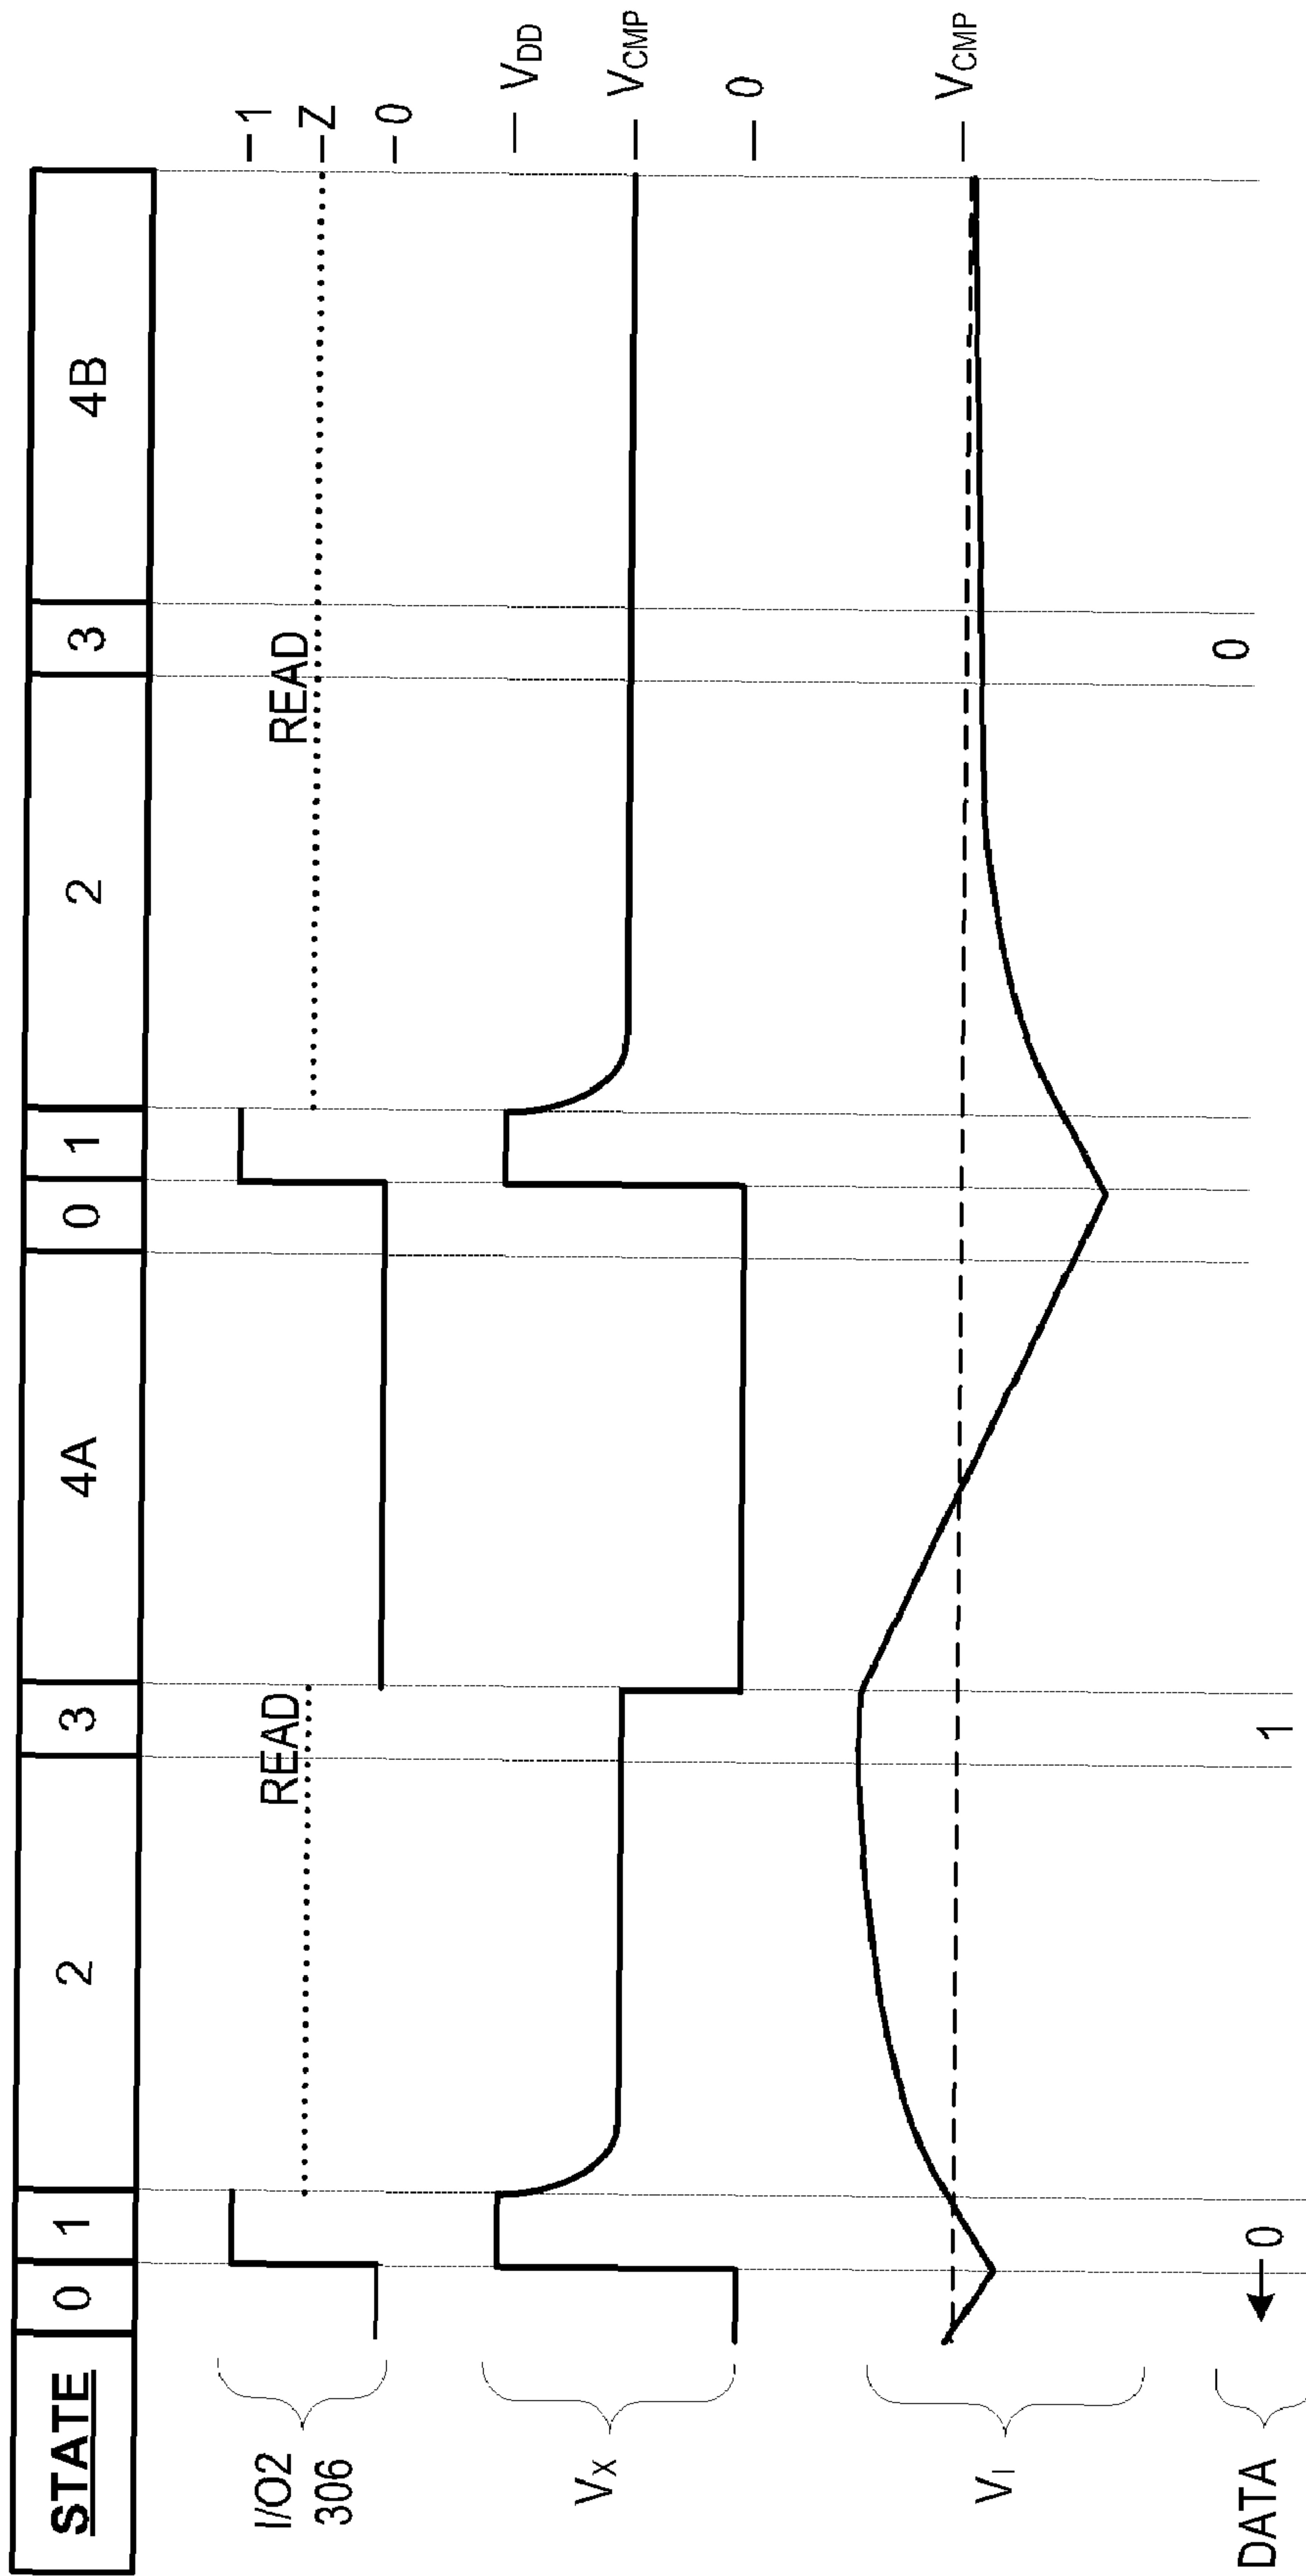 STATE 0 1 2 3 4A 0 1 2 3 4B
I/O2
306
READ
READ
1
Z
0
VX
VDD
VCMP
0
VI
VCMP
DATA
0
1
0